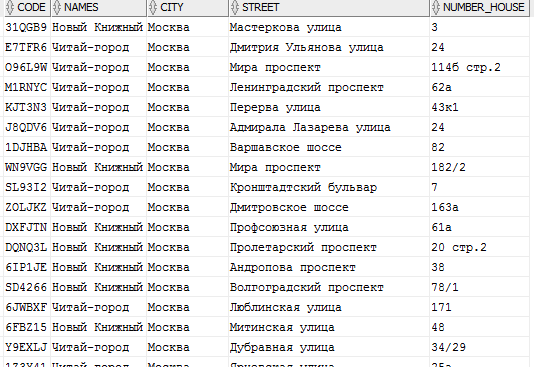 CODE NAMES CITY STREET NUMBER_HOUSE
31QGB9 Новый Книжный Москва Мастеркова улица 3
E7TFR6 Читай-город Москва Дмитрия Ульянова улица 24
O96L9W Читай-город Москва Мира проспект 114б стр.2
M1RNYC Читай-город Москва Ленинградский проспект 62а
KJT3N3 Читай-город Москва Перерва улица 43к1
J8QDV6 Читай-город Москва Адмирала Лазарева улица 24
1DJHBA Читай-город Москва Варшавское шоссе 82
WN9VGG Новый Книжный Москва Мира проспект 182/2
SL93I2 Читай-город Москва Кронштадтский бульвар 7
ZOLJKZ Читай-город Москва Дмитровское шоссе 163а
DXFJTN Новый Книжный Москва Профсоюзная улица 61а
DQNQ3L Новый Книжный Москва Пролетарский проспект 20 стр.2
6IP1JE Новый Книжный Москва Андропова проспект 38
SD4266 Новый Книжный Москва Волгоградский проспект 78/1
6JWBXF Читай-город Москва Люблинская улица 171
6FBZ15 Новый Книжный Москва Митинская улица 48
Y9EXLJ Читай-город Москва Дубравная улица 34/29
Читай-город Москва улица